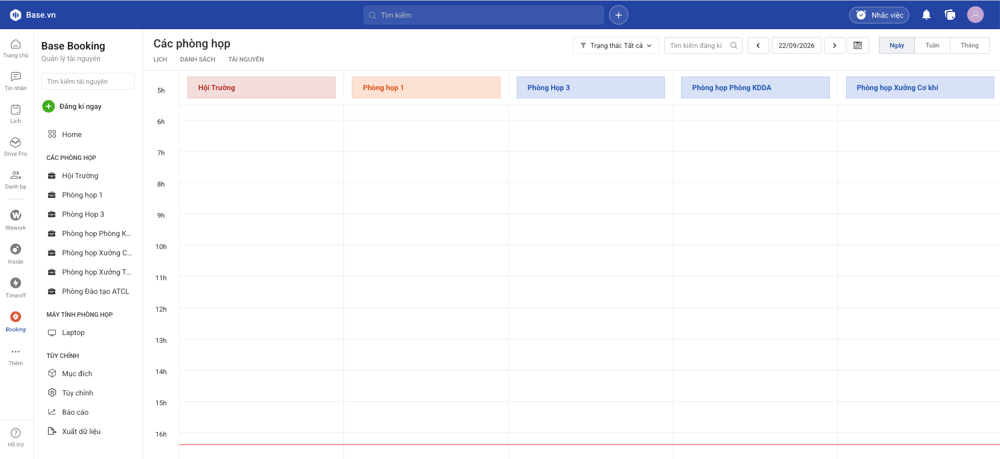 Base.vn
Tìm kiếm
Nhắc việc
Trang chủ
Tin nhắn
Lịch
Drive Pro
Danh bạ
Wework
Inside
Timeoff
Booking
Thêm
Hỗ trợ
Base Booking
Quản lý tài nguyên
Tìm kiếm tài nguyên
Đăng kí ngay
Home
CÁC PHÒNG HỌP
Hội Trường
Phòng họp 1
Phòng Họp 3
Phòng họp Phòng K...
Phòng họp Xưởng C...
Phòng họp Xưởng T...
Phòng Đào tạo ATCL
MÁY TÍNH PHÒNG HỌP
Laptop
TÙY CHỈNH
Mục đích
Tùy chỉnh
Báo cáo
Xuất dữ liệu
Các phòng họp
LỊCH DANH SÁCH TÀI NGUYÊN
Trạng thái: Tất cả
Tìm kiếm đăng kí
22/09/2026
Ngày Tuần Tháng
Hội Trường Phòng họp 1 Phòng Họp 3 Phòng họp Phòng KDDA Phòng họp Xưởng Cơ khí
5h
6h
7h
8h
9h
10h
11h
12h
13h
14h
15h
16h